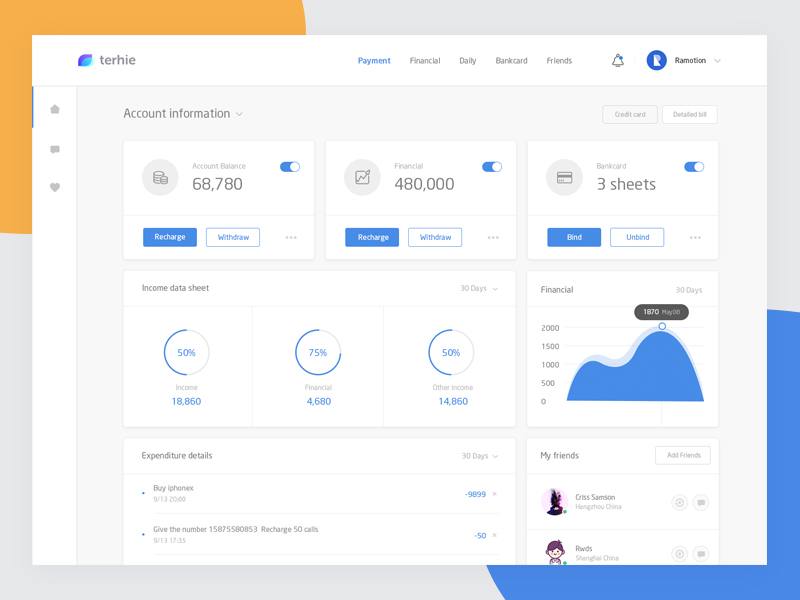 terhie
Payment Financial Daily Bankcard Friends
Ramotion
Account information
Credit card Detailed bill
Account Balance
68,780
Recharge Withdraw
Financial
480,000
Recharge Withdraw
Bankcard
3 sheets
Bind Unbind
Income data sheet 30 Days
50%
Income
18,860
75%
Financial
4,680
50%
Other income
14,860
Financial 30 Days
1870 May08
2000
1500
1000
500
0
Expenditure details 30 Days
Buy iphonex
9/13 20:00
-9899 ×
Give the number 15875580853 Recharge 50 calls
9/13 17:35
-50 ×
My friends Add Friends
Criss Samson
Hangzhou China
Rwds
Shanghai China